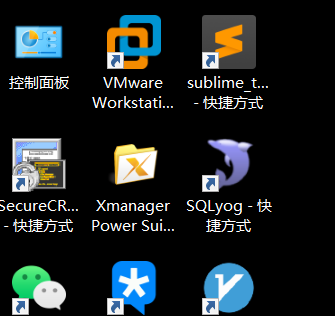 控制面板
VMware
Workstati...
sublime_t...
- 快捷方式
SecureCR...
- 快捷方式
Xmanager
Power Sui...
SQLyog - 快
捷方式